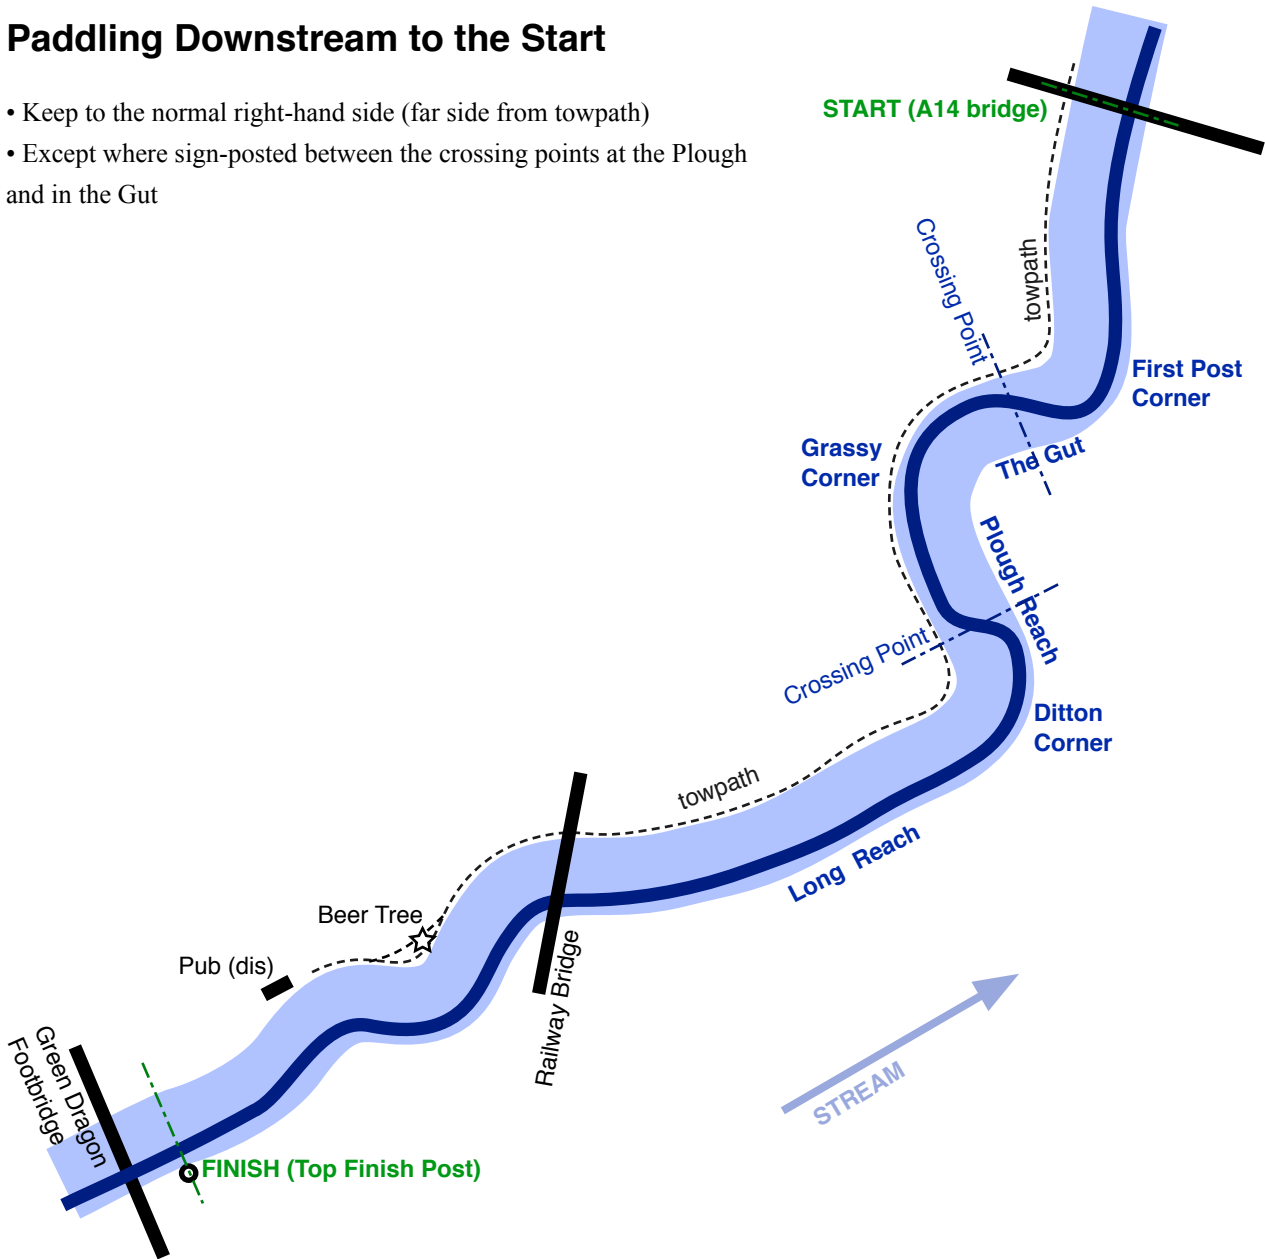 Paddling Downstream to the Start
• Keep to the normal right-hand side (far side from towpath)
• Except where sign-posted between the crossing points at the Plough
and in the Gut
START (A14 bridge)
towpath
Crossing Point
First Post
Corner
Grassy
Corner
The Gut
Plough Reach
Crossing Point
Ditton
Corner
towpath
Long Reach
Beer Tree
Pub (dis)
Railway Bridge
Green Dragon
Footbridge
STREAM
FINISH (Top Finish Post)